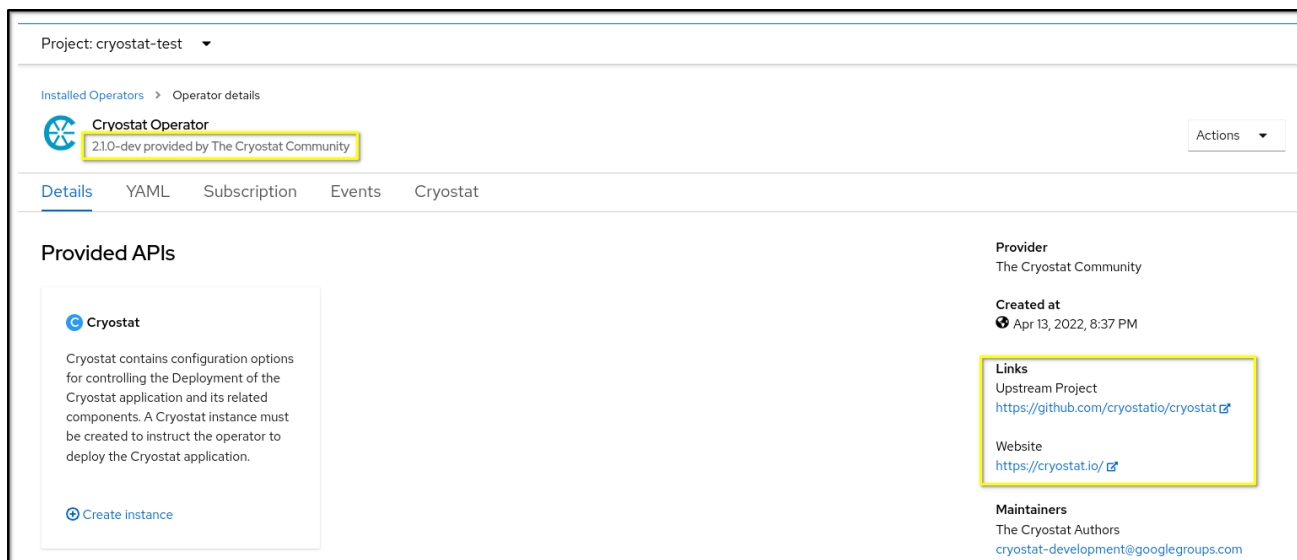 Project: cryostat-test
Installed Operators > Operator details
Cryostat Operator
2.1.0-dev provided by The Cryostat Community
Actions
Details YAML Subscription Events Cryostat
Provided APIs
C Cryostat
Cryostat contains configuration options
for controlling the Deployment of the
Cryostat application and its related
components. A Cryostat instance must
be created to instruct the operator to
deploy the Cryostat application.
Create instance
Provider
The Cryostat Community
Created at
Apr 13, 2022, 8:37 PM
Links
Upstream Project
https://github.com/cryostatio/cryostat
Website
https://cryostat.io/
Maintainers
The Cryostat Authors
cryostat-development@googlegroups.com